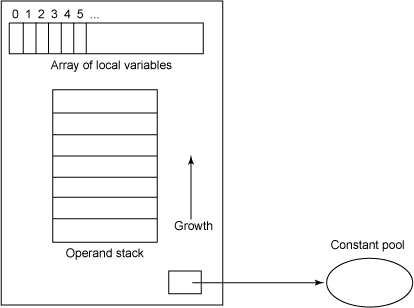 0 1 2 3 4 5 ...
Array of local variables
Growth
Operand stack
Constant pool